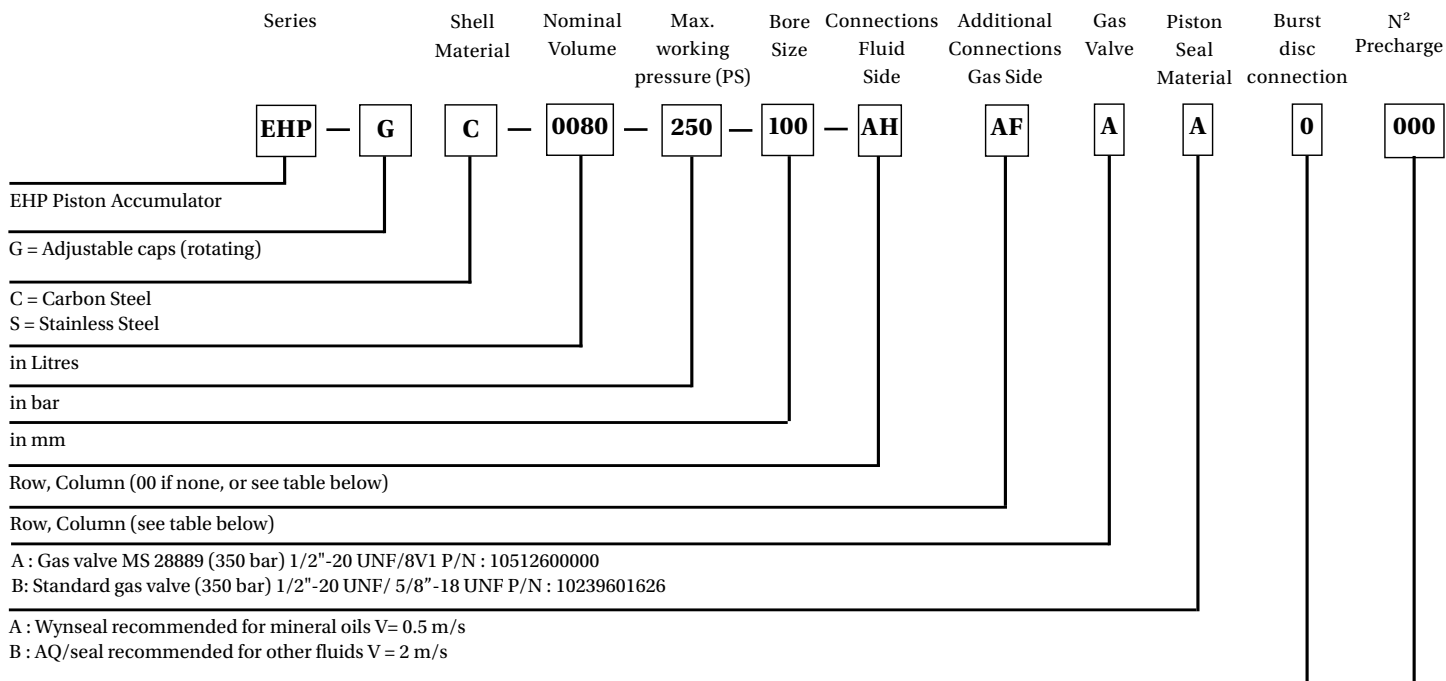 Series
Shell
Material
Nominal
Volume
Max.
working
pressure (PS)
Bore
Size
Connections
Fluid
Side
Additional
Connections
Gas Side
Gas
Valve
Piston
Seal
Material
Burst
disc
connection
N²
Precharge
EHP — G C — 0080 — 250 — 100 — AH AF A A 0 000
EHP Piston Accumulator
G = Adjustable caps (rotating)
C = Carbon Steel
S = Stainless Steel
in Litres
in bar
in mm
Row, Column (00 if none, or see table below)
Row, Column (see table below)
A : Gas valve MS 28889 (350 bar) 1/2"-20 UNF/8V1 P/N : 10512600000
B: Standard gas valve (350 bar) 1/2"-20 UNF/ 5/8″-18 UNF P/N : 10239601626
A : Wynseal recommended for mineral oils V= 0.5 m/s
B : AQ/seal recommended for other fluids V = 2 m/s